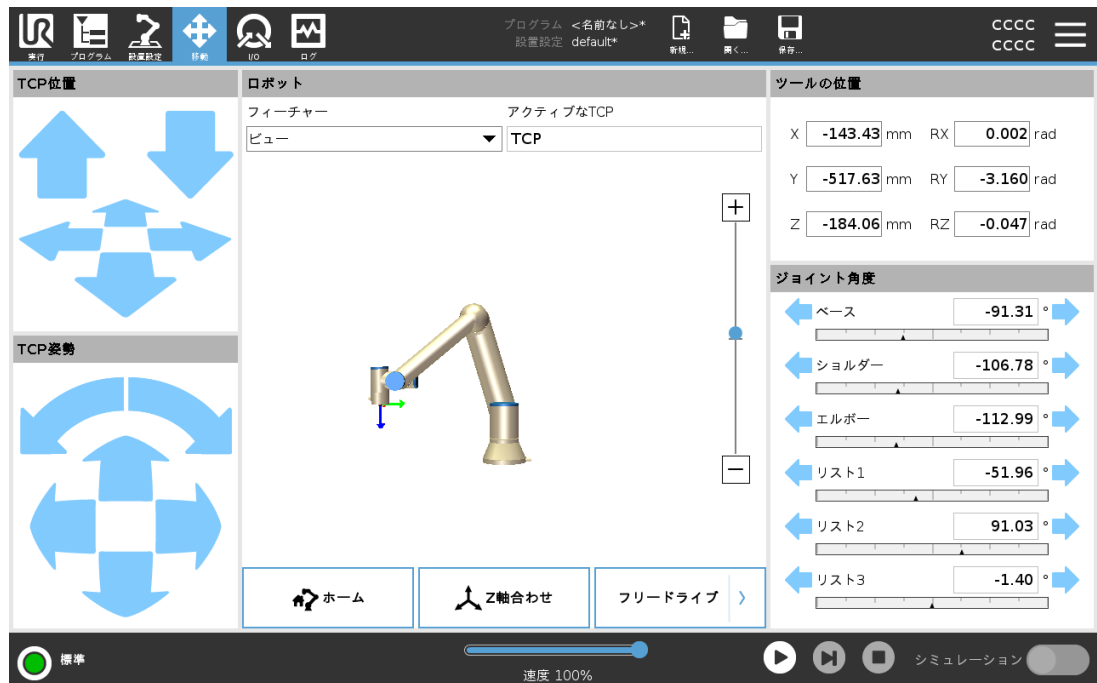 UR
実行
プログラム
設置設定
移動
I/O
ログ
プログラム <名前なし>*
設置設定 default*
新規...
開く...
保存...
CCCC
CCCC
TCP位置
TCP姿勢
ロボット
フィーチャー
アクティブなTCP
ビュー
TCP
+
−
ホーム
Z軸合わせ
フリードライブ
ツールの位置
X -143.43 mm RX 0.002 rad
Y -517.63 mm RY -3.160 rad
Z -184.06 mm RZ -0.047 rad
ジョイント角度
ベース -91.31 °
ショルダー -106.78 °
エルボー -112.99 °
リスト1 -51.96 °
リスト2 91.03 °
リスト3 -1.40 °
標準
速度 100%
シミュレーション